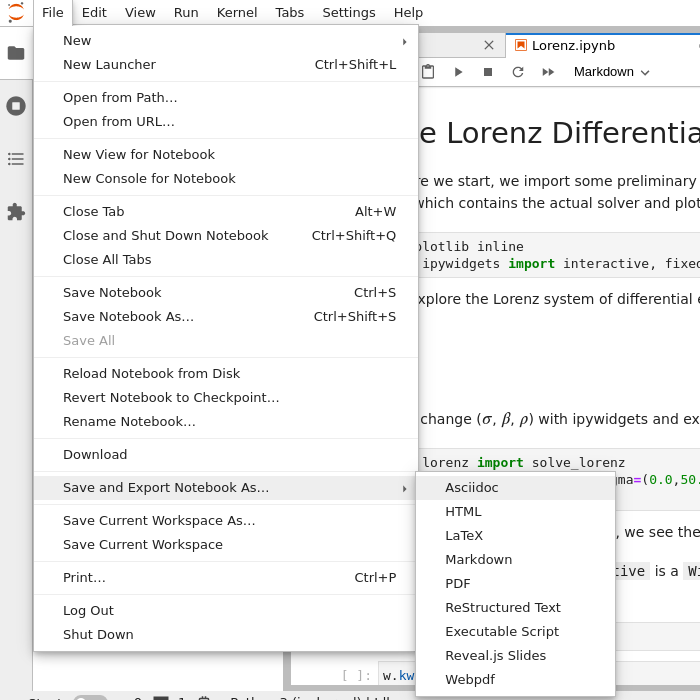 File Edit View Run Kernel Tabs Settings Help
New
New Launcher Ctrl+Shift+L
Open from Path…
Open from URL…
New View for Notebook
New Console for Notebook
Close Tab Alt+W
Close and Shut Down Notebook Ctrl+Shift+Q
Close All Tabs
Save Notebook Ctrl+S
Save Notebook As… Ctrl+Shift+S
Save All
Reload Notebook from Disk
Revert Notebook to Checkpoint…
Rename Notebook…
Download
Save and Export Notebook As…
Save Current Workspace As…
Save Current Workspace
Print… Ctrl+P
Log Out
Shut Down
Asciidoc
HTML
LaTeX
Markdown
PDF
ReStructured Text
Executable Script
Reveal.js Slides
Webpdf
Lorenz.ipynb
Markdown
Lorenz Differentia
we start, we import some preliminary
which contains the actual solver and plot
plotlib inline
ipywidgets import interactive, fixed
xplore the Lorenz system of differential
change (σ, β, ρ) with ipywidgets and ex
lorenz import solve_lorenz
ma=(0.0,50.
, we see the
tive is a Wi
[ ]: w.kw